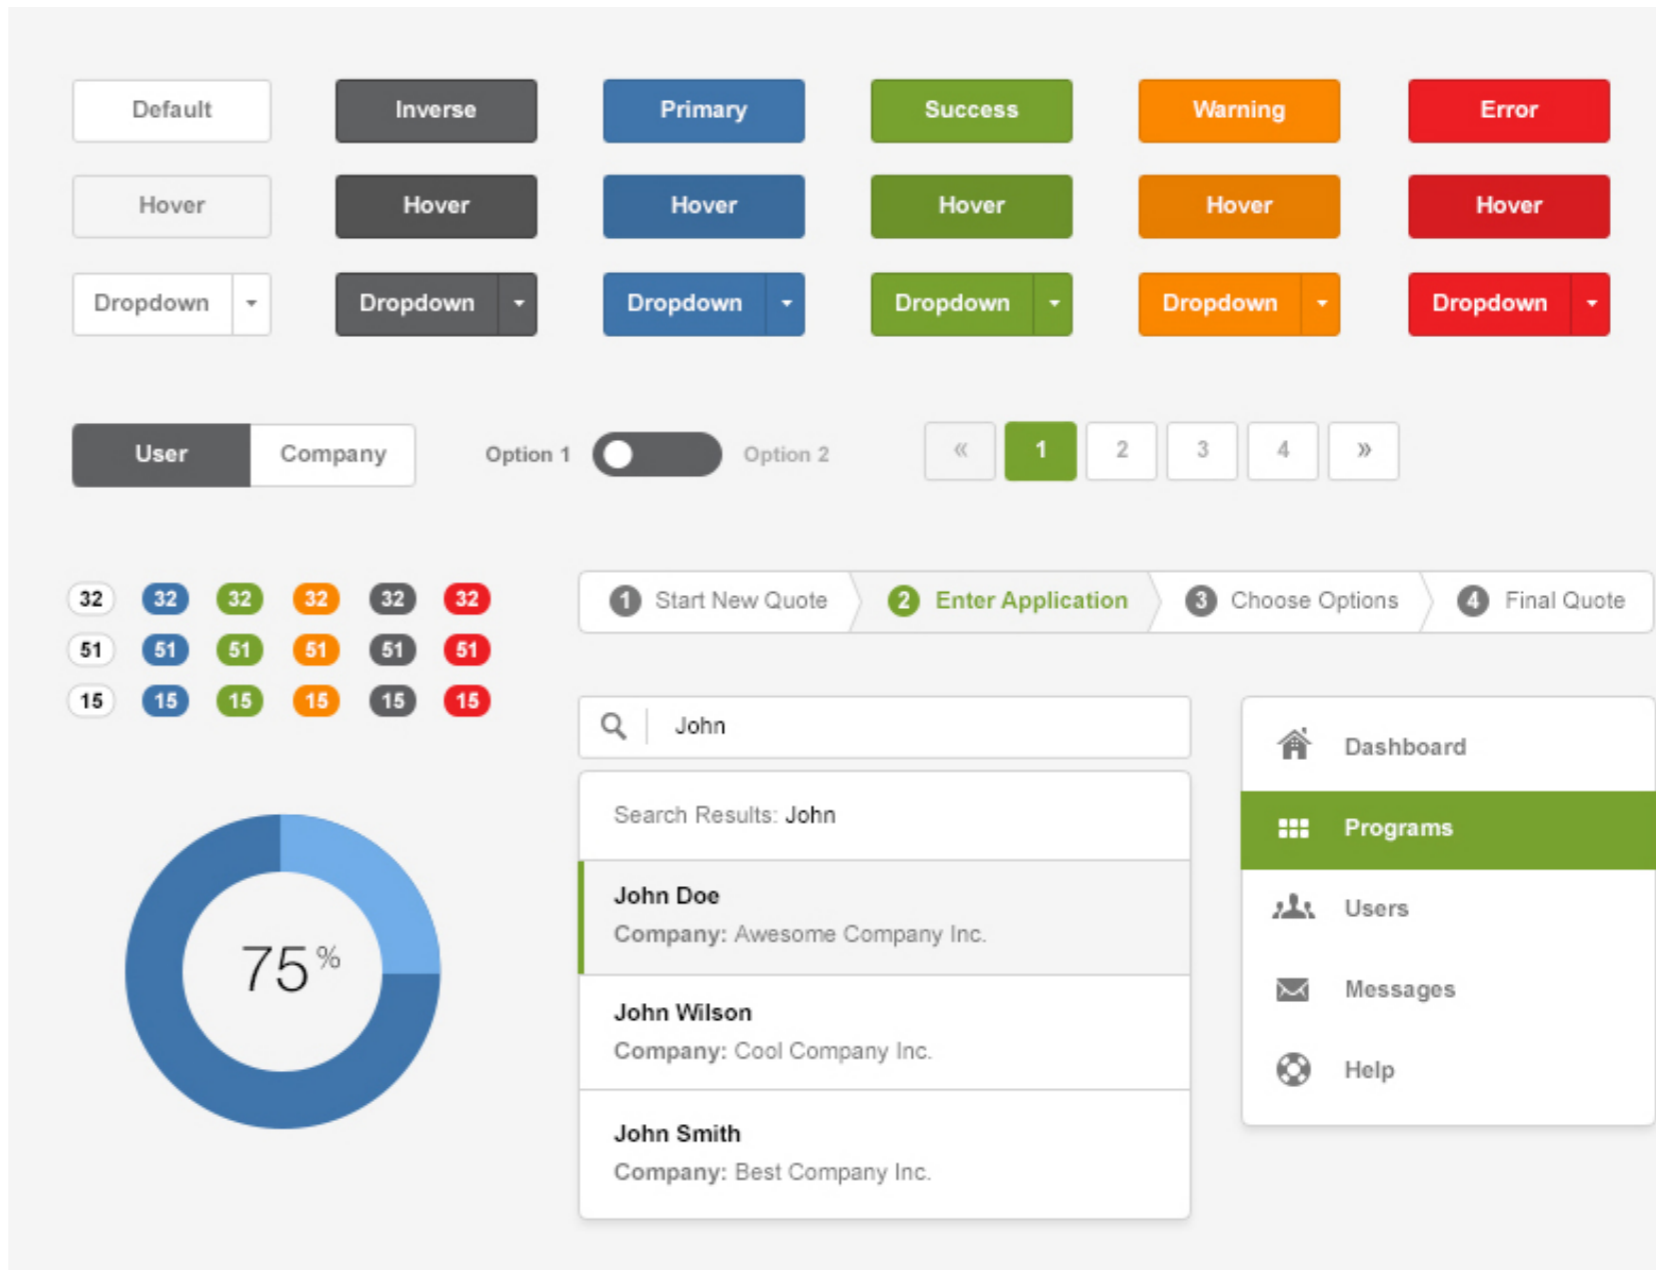 Default Inverse Primary Success Warning Error
Hover Hover Hover Hover Hover Hover
Dropdown Dropdown Dropdown Dropdown Dropdown Dropdown
User Company Option 1 Option 2 « 1 2 3 4 »
32 32 32 32 32 32
51 51 51 51 51 51
15 15 15 15 15 15
1 Start New Quote 2 Enter Application 3 Choose Options 4 Final Quote
75%
John
Search Results: John
John Doe
Company: Awesome Company Inc.
John Wilson
Company: Cool Company Inc.
John Smith
Company: Best Company Inc.
Dashboard
Programs
Users
Messages
Help